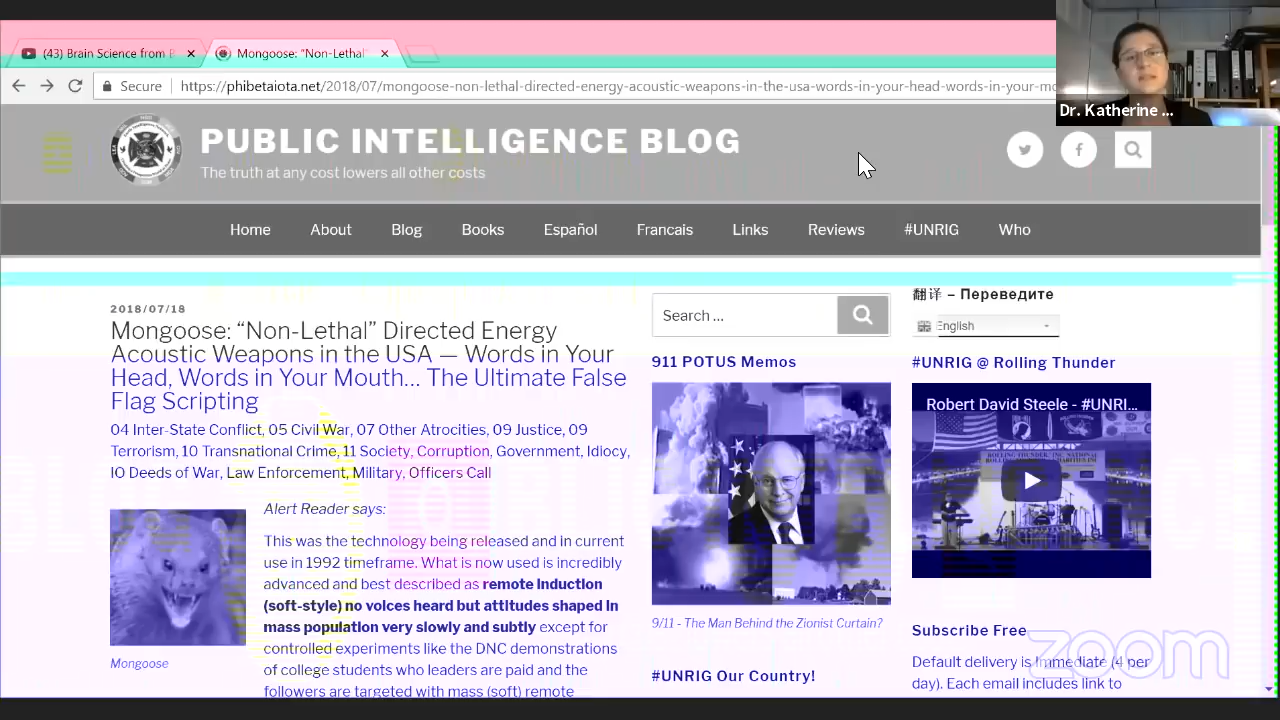 (43) Brain Science from B
Mongoose: “Non-Lethal”
Secure
https://phibetaiota.net/2018/07/mongoose-non-lethal-directed-energy-acoustic-weapons-in-the-usa-words-in-your-head-words-in-your-mo
Dr. Katherine ...
PUBLIC INTELLIGENCE BLOG
The truth at any cost lowers all other costs
Home About Blog Books Español Francais Links Reviews #UNRIG Who
2018/07/18
Mongoose: “Non-Lethal” Directed Energy
Acoustic Weapons in the USA — Words in Your
Head, Words in Your Mouth… The Ultimate False
Flag Scripting
04 Inter-State Conflict, 05 Civil War, 07 Other Atrocities, 09 Justice, 09
Terrorism, 10 Transnational Crime, 11 Society, Corruption, Government, Idiocy,
IO Deeds of War, Law Enforcement, Military, Officers Call
Alert Reader says:
This was the technology being released and in current
use in 1992 timeframe. What is now used is incredibly
advanced and best described as remote induction
(soft-style) no voices heard but attitudes shaped in
mass population very slowly and subtly except for
controlled experiments like the DNC demonstrations
of college students who leaders are paid and the
followers are targeted with mass (soft) remote
Mongoose
Search …
911 POTUS Memos
9/11 - The Man Behind the Zionist Curtain?
#UNRIG Our Country!
翻译 – Переведите
English
#UNRIG @ Rolling Thunder
Robert David Steele - #UNRI...
Subscribe Free
Default delivery is immediate (4 per
day). Each email includes link to
zoom